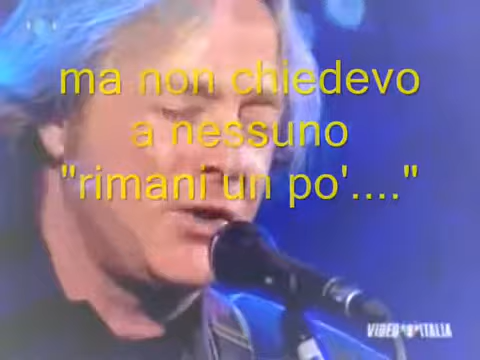 ma non chiedevo
a nessuno
"rimani un po'...."
VIDEO ITALIA